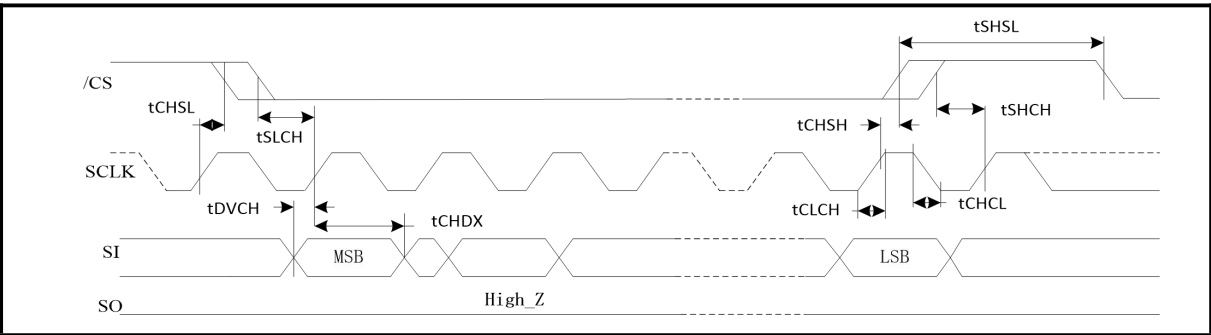 tSHSL
/CS
tCHSL
tSLCH
tCHSH
tSHCH
SCLK
tDVCH
tCHDX
tCLCH
tCHCL
SI
MSB
LSB
SO
High_Z